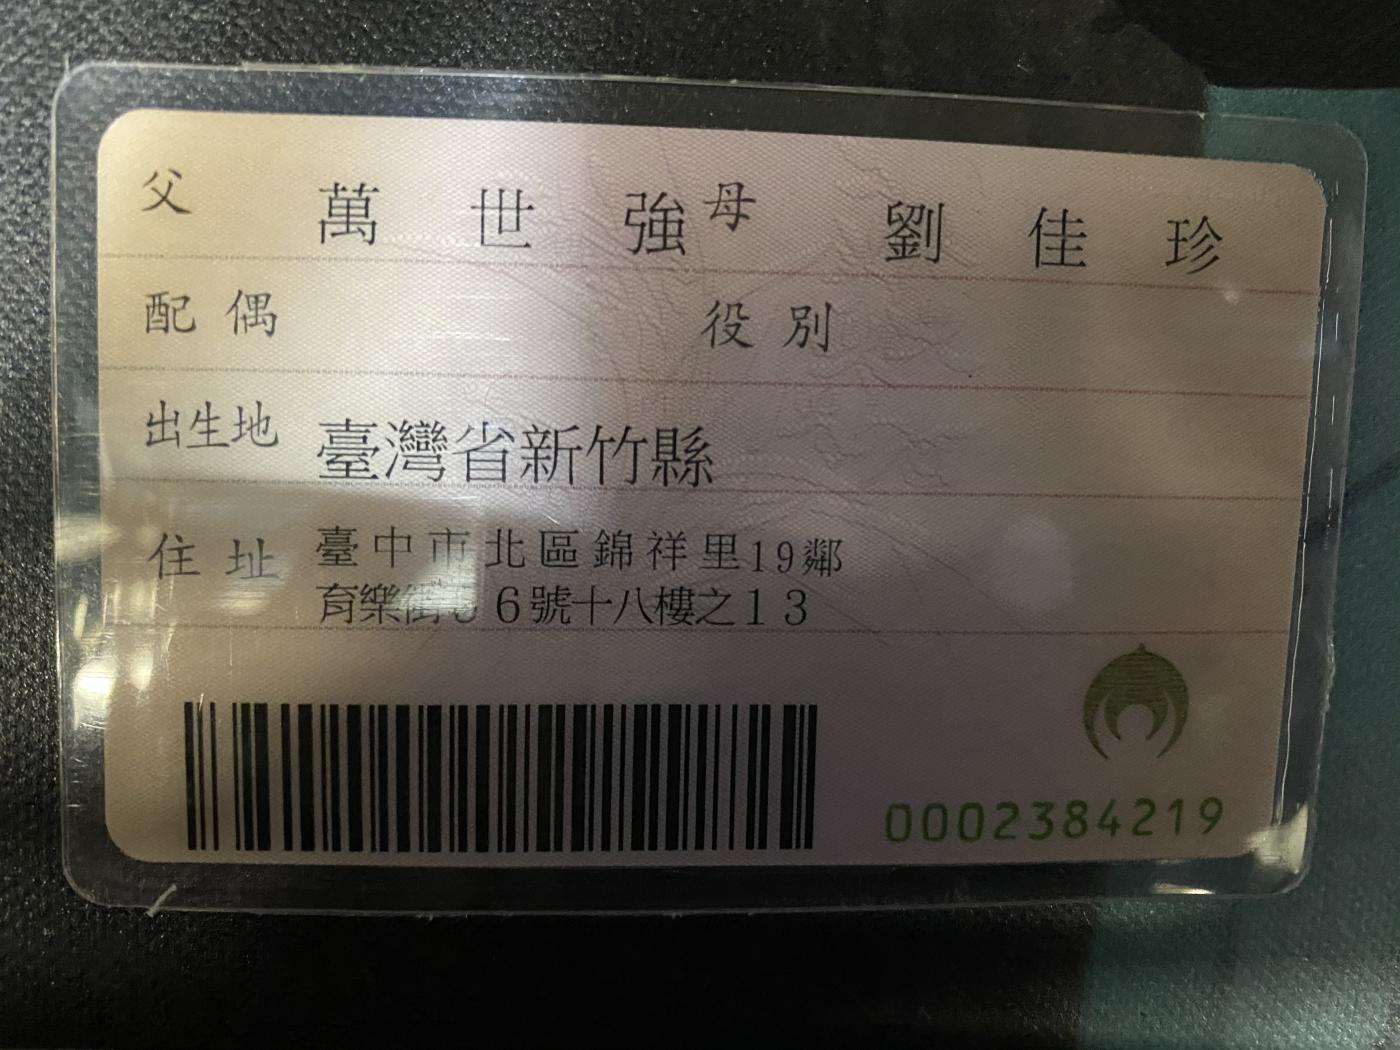 父 萬世強 母 劉佳珍
配偶 役別
出生地 臺灣省新竹縣
住址 臺中市北區錦祥里19鄰
育樂街 6號十八樓之13
0002384219